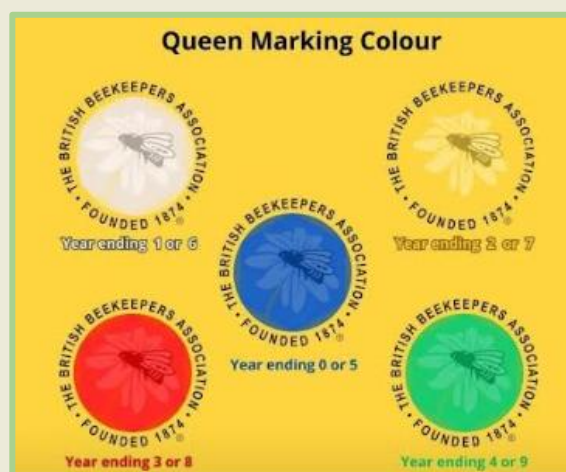 Queen Marking Colour
· THE BRITISH BEEKEEPERS ASSOCIATION · FOUNDED 1874 ®
Year ending 1 or 6
· THE BRITISH BEEKEEPERS ASSOCIATION · FOUNDED 1874 ®
Year ending 2 or 7
· THE BRITISH BEEKEEPERS ASSOCIATION · FOUNDED 1874 ®
Year ending 0 or 5
· THE BRITISH BEEKEEPERS ASSOCIATION · FOUNDED 1874 ®
Year ending 3 or 8
· THE BRITISH BEEKEEPERS ASSOCIATION · FOUNDED 1874 ®
Year ending 4 or 9